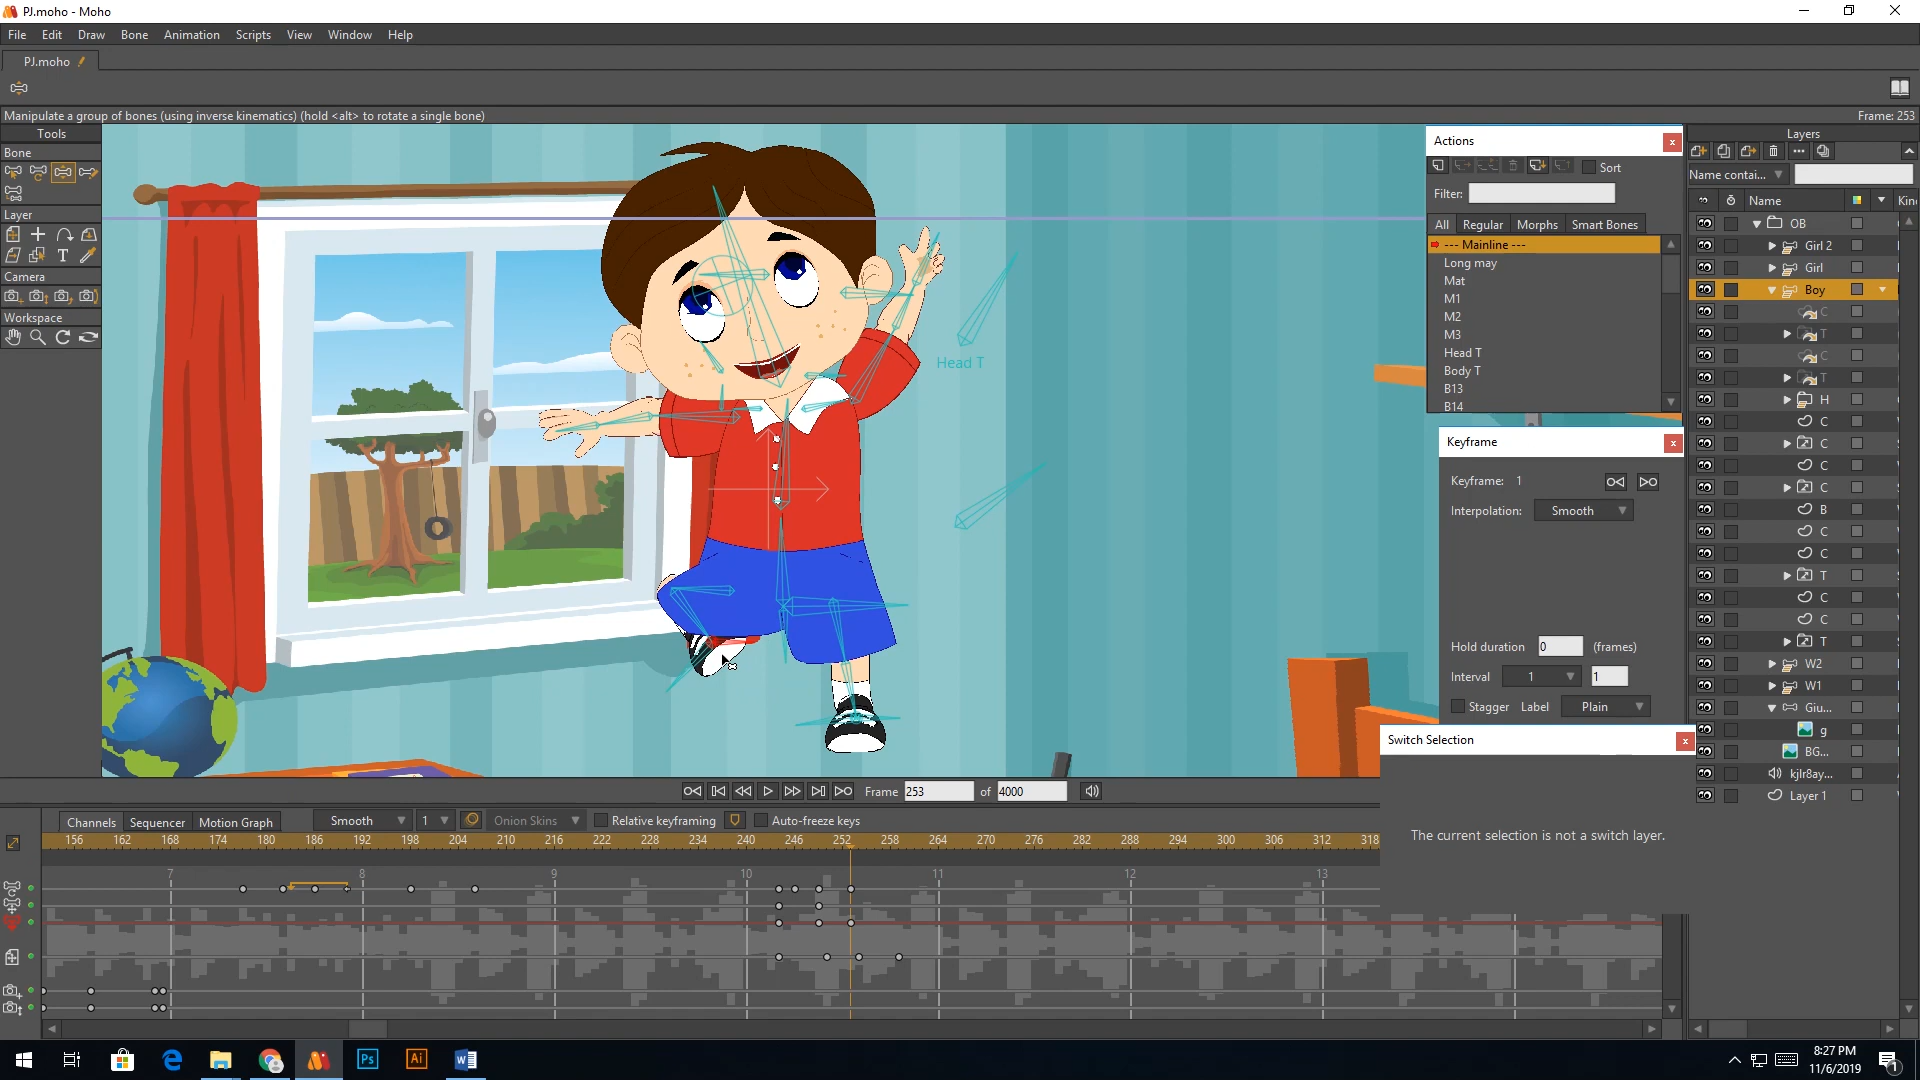 PJ.moho - Moho
File Edit Draw Bone Animation Scripts View Window Help
PJ.moho
Manipulate a group of bones (using inverse kinematics) (hold <alt> to rotate a single bone)
Frame: 253
Tools
Bone
Layer
Camera
Workspace
Head T
Actions
Sort
Filter:
All Regular Morphs Smart Bones
--- Mainline ---
Long may
Mat
M1
M2
M3
Head T
Body T
B13
B14
Keyframe
Keyframe: 1
Interpolation: Smooth
Hold duration 0 (frames)
Interval 1 1
Stagger Label Plain
Switch Selection
The current selection is not a switch layer.
Layers
Name contai...
Name Kin
OB
Girl 2
Girl
Boy
C
T
C
T
H
C
C
C
C
B
C
C
T
C
C
T
W2
W1
Giu...
g
BG...
kjlr8ay...
Layer 1
Frame 253 of 4000
Channels Sequencer Motion Graph Smooth 1 Onion Skins Relative keyframing Auto-freeze keys
156 162 168 174 180 186 192 198 204 210 216 222 228 234 240 246 252 258 264 270 276 282 288 294 300 306 312 318
7 8 9 10 11 12 13
Ps Ai
8:27 PM
11/6/2019
1